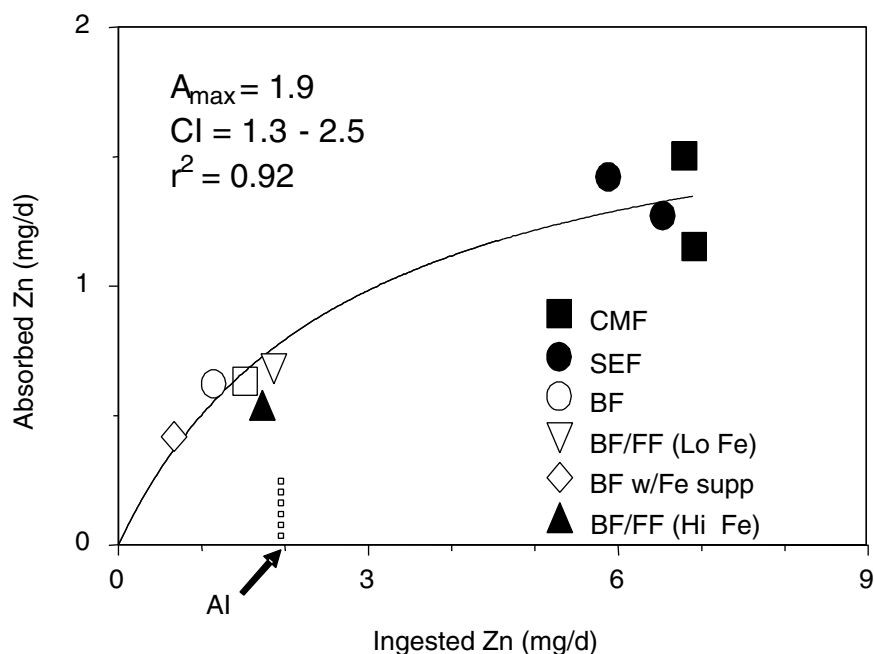 2
A_max = 1.9
CI = 1.3 - 2.5
r² = 0.92
Absorbed Zn (mg/d)
1
CMF
SEF
BF
BF/FF (Lo Fe)
BF w/Fe supp
BF/FF (Hi Fe)
0
0 3 6 9
AI
Ingested Zn (mg/d)